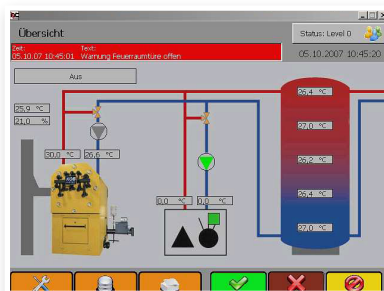 Übersicht
Status: Level 0
Zeit: Text:
05.10.07 10:45:01 Warnung Feuerraumtüre offen
05.10.2007 10:45:20
Aus
25,9 °C
21,0 %
30,0 °C 26,6 °C
0,0 °C 0,0 °C
26,4 °C
27,0 °C
26,2 °C
26,4 °C
27,0 °C